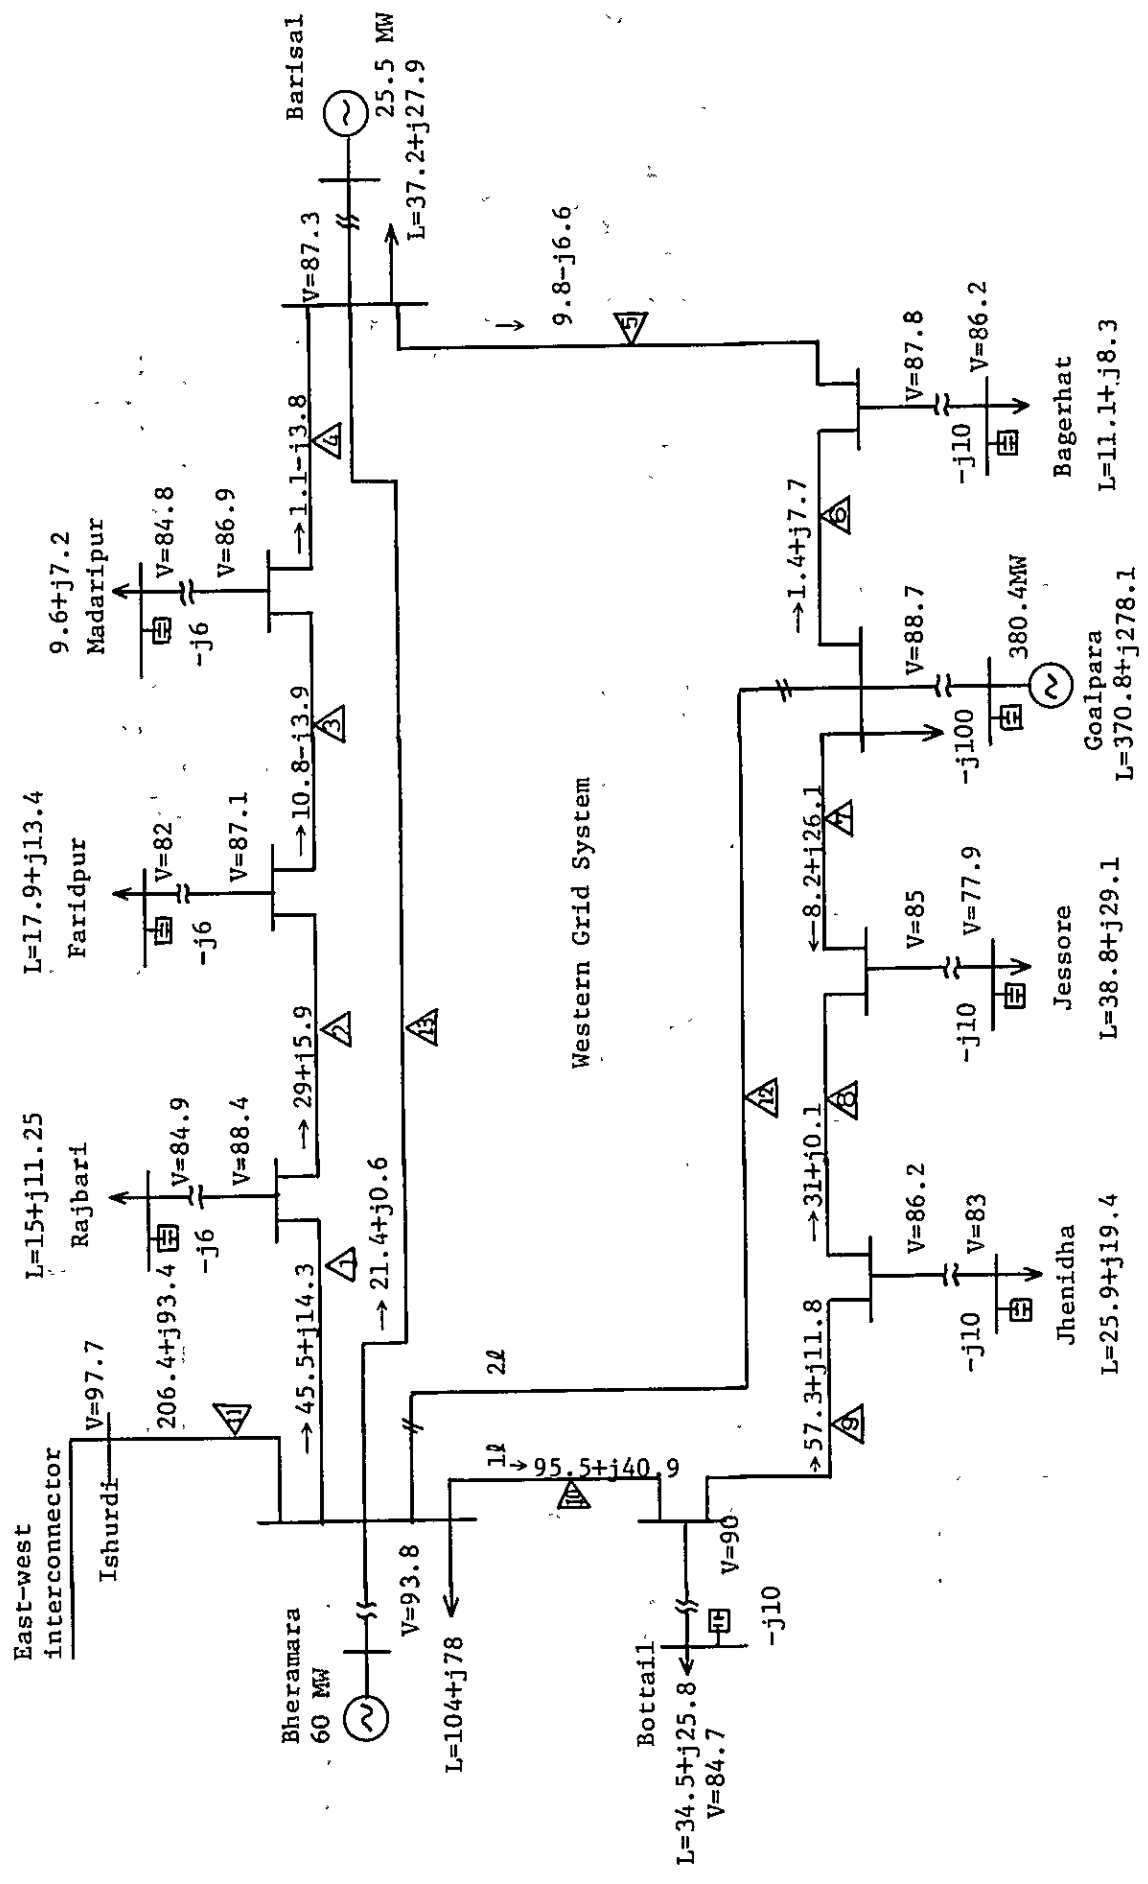 East-west
interconnector
Ishurdi
V=97.7
206.4+j93.4
11
L=15+j11.25
Rajbari
-j6
V=84.9
V=88.4
→45.5+j14.3
1
→29+j5.9
2
L=17.9+j13.4
Faridpur
-j6
V=82
V=87.1
→10.8-j3.9
3
9.6+j7.2
Madaripur
-j6
V=84.8
V=86.9
→1.1-j3.8
4
V=87.3
Barisal
25.5 MW
L=37.2+j27.9
→21.4+j0.6
13
→ 9.8-j6.6
5
Bheramara
60 MW
V=93.8
L=104+j78
2ℓ
1ℓ
→95.5+j40.9
10
12
Western Grid System
Bottail
L=34.5+j25.8
V=84.7
-j10
V=90
→57.3+j11.8
9
V=86.2
-j10
V=83
Jhenidha
L=25.9+j19.4
→31+j0.1
8
V=85
-j10
V=77.9
Jessore
L=38.8+j29.1
←8.2+j26.1
7
V=88.7
-j100
380.4MW
Goalpara
L=370.8+j278.1
→1.4+j7.7
6
V=87.8
-j10
V=86.2
Bagerhat
L=11.1+j8.3